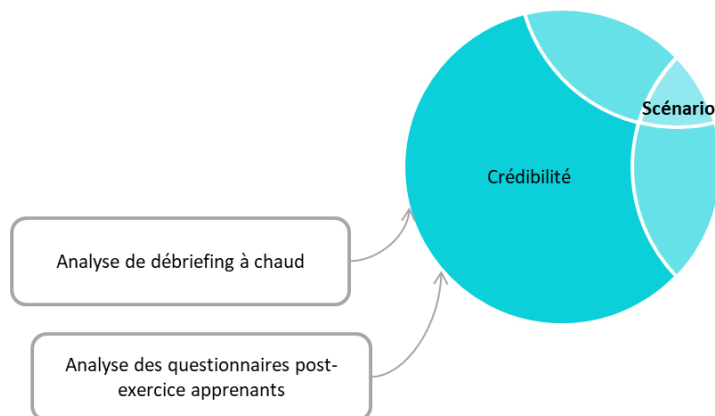 Scénario
Crédibilité
Analyse de débriefing à chaud
Analyse des questionnaires post-
exercice apprenants